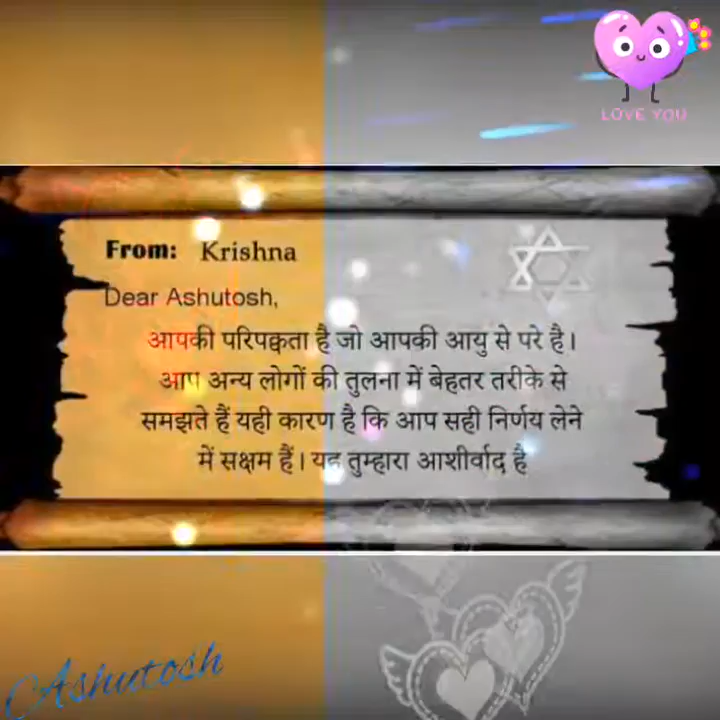 LOVE YOU
From: Krishna
Dear Ashutosh,
आपकी परिपक्वता है जो आपकी आयु से परे है।
आप अन्य लोगों की तुलना में बेहतर तरीके से
समझते हैं यही कारण है कि आप सही निर्णय लेने
में सक्षम हैं। यह तुम्हारा आशीर्वाद है
Ashutosh